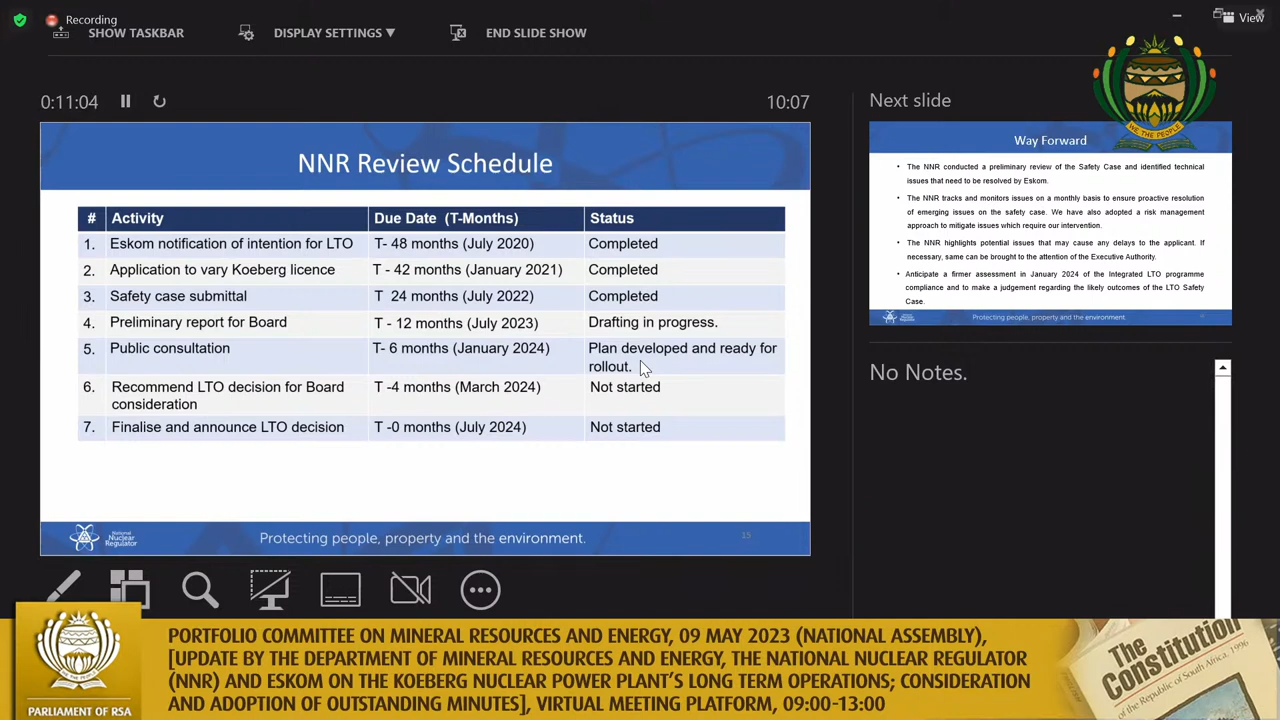 Recording
View
SHOW TASKBAR
DISPLAY SETTINGS ▼
END SLIDE SHOW
0:11:04
10:07
Next slide
WE, THE PEOPLE
NNR Review Schedule
# Activity Due Date (T-Months) Status
1. Eskom notification of intention for LTO T- 48 months (July 2020) Completed
2. Application to vary Koeberg licence T - 42 months (January 2021) Completed
3. Safety case submittal T 24 months (July 2022) Completed
4. Preliminary report for Board T - 12 months (July 2023) Drafting in progress.
5. Public consultation T- 6 months (January 2024) Plan developed and ready for
rollout.
6. Recommend LTO decision for Board T -4 months (March 2024) Not started
consideration
7. Finalise and announce LTO decision T -0 months (July 2024) Not started
National
Nuclear
Regulator
Protecting people, property and the environment.
15
Way Forward
• The NNR conducted a preliminary review of the Safety Case and identified technical
issues that need to be resolved by Eskom.
• The NNR tracks and monitors issues on a monthly basis to ensure proactive resolution
of emerging issues on the safety case. We have also adopted a risk management
approach to mitigate issues which require our intervention.
• The NNR highlights potential issues that may cause any delays to the applicant. If
necessary, same can be brought to the attention of the Executive Authority.
• Anticipate a firmer assessment in January 2024 of the Integrated LTO programme
compliance and to make a judgement regarding the likely outcomes of the LTO Safety
Case.
Protecting people, property and the environment.
No Notes.
PARLIAMENT OF RSA
PORTFOLIO COMMITTEE ON MINERAL RESOURCES AND ENERGY, 09 MAY 2023 (NATIONAL ASSEMBLY),
[UPDATE BY THE DEPARTMENT OF MINERAL RESOURCES AND ENERGY, THE NATIONAL NUCLEAR REGULATOR
(NNR) AND ESKOM ON THE KOEBERG NUCLEAR POWER PLANT'S LONG TERM OPERATIONS; CONSIDERATION
AND ADOPTION OF OUTSTANDING MINUTES], VIRTUAL MEETING PLATFORM, 09:00-13:00
The
Constitution
of the Republic of South Africa, 1996